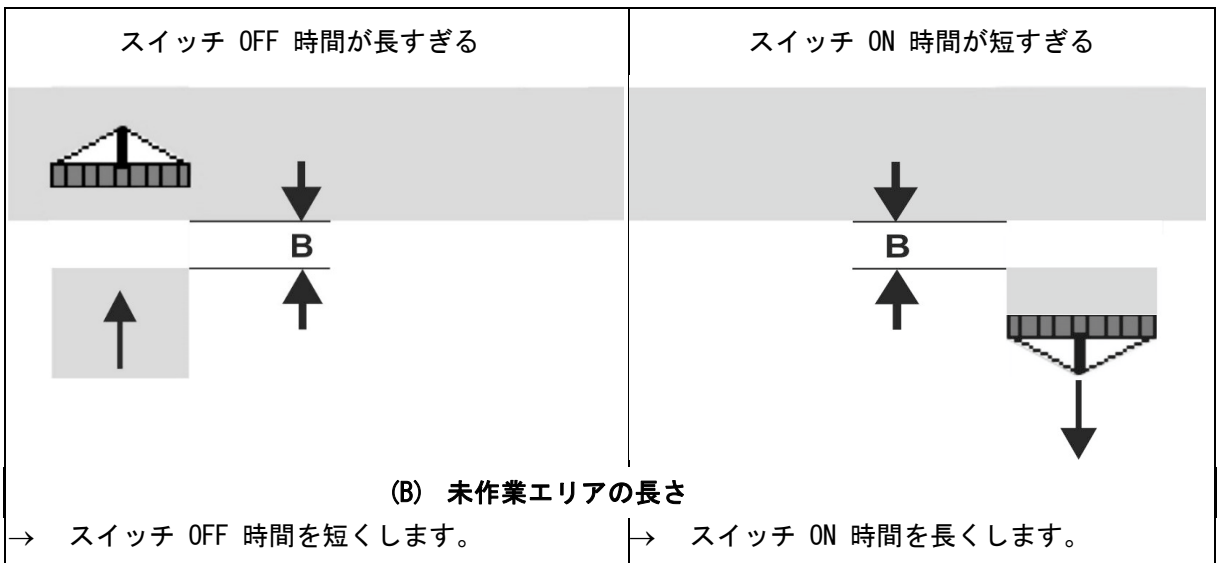 スイッチ OFF 時間が長すぎる
スイッチ ON 時間が短すぎる
B
B
(B) 未作業エリアの長さ
→ スイッチ OFF 時間を短くします。
→ スイッチ ON 時間を長くします。